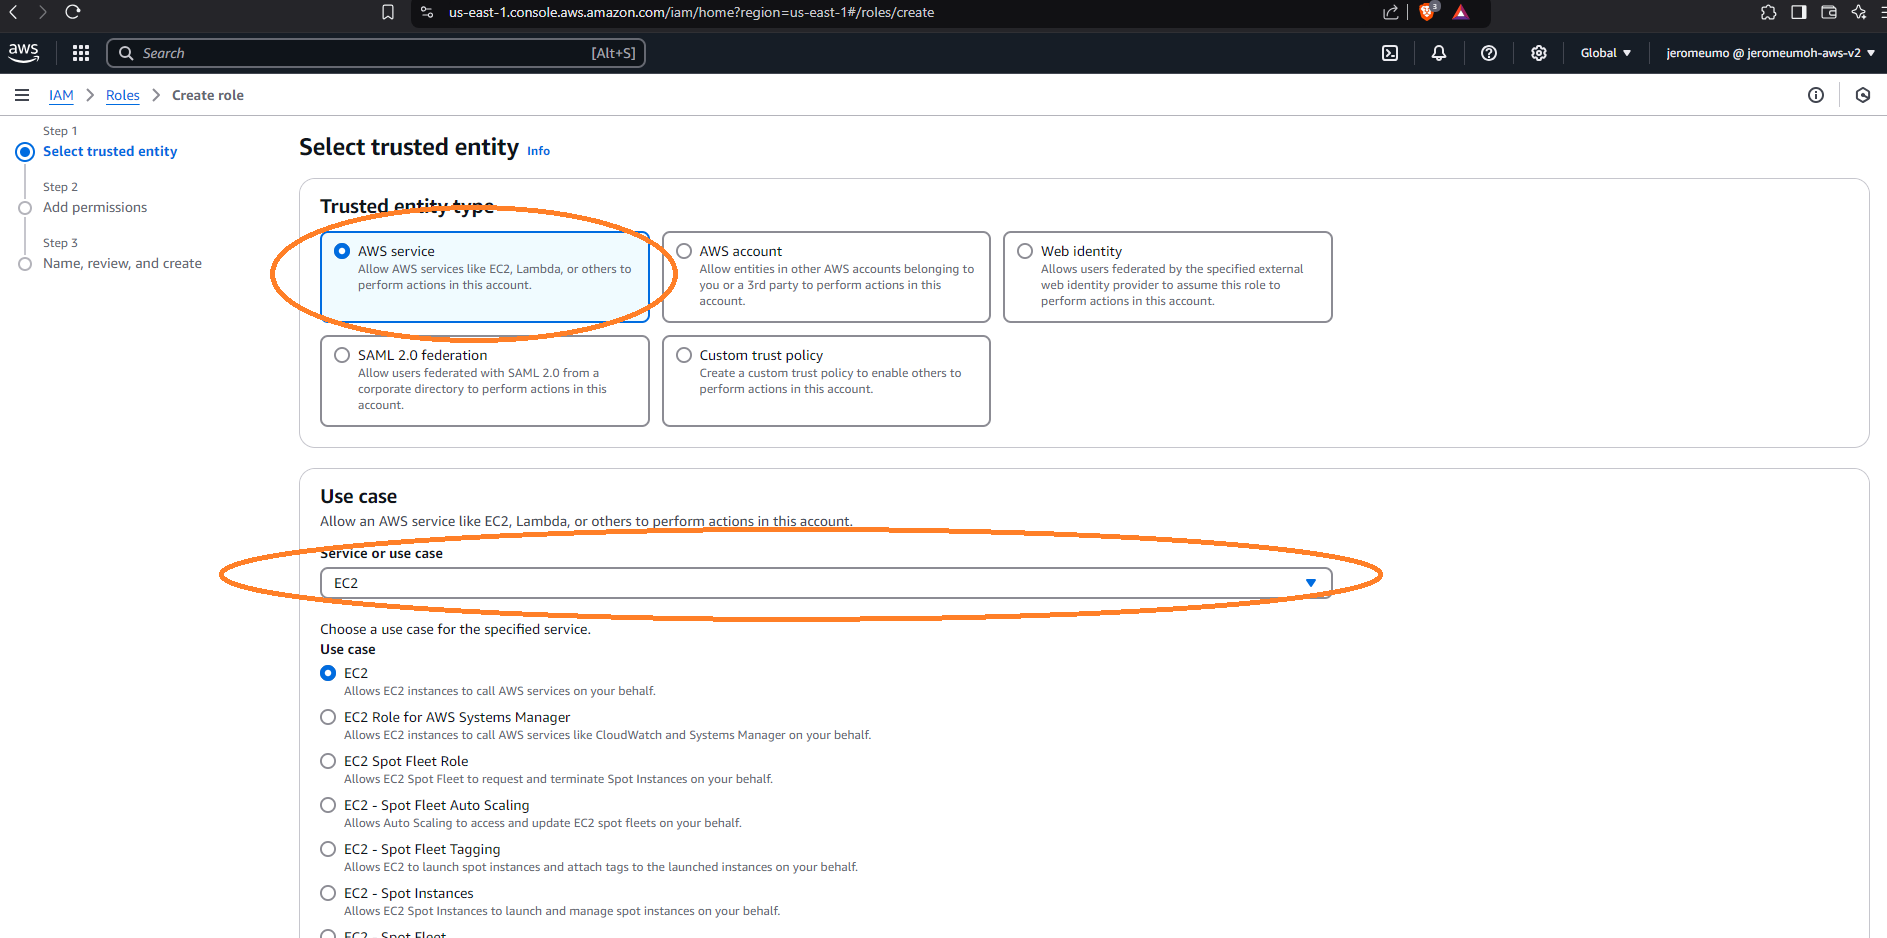 us-east-1.console.aws.amazon.com/iam/home?region=us-east-1#/roles/create
3
aws
Search
[Alt+S]
Global
jeromeumo @ jeromeumoh-aws-v2
IAM
Roles
Create role
Step 1
Select trusted entity
Step 2
Add permissions
Step 3
Name, review, and create
Select trusted entity Info
Trusted entity type
AWS service
Allow AWS services like EC2, Lambda, or others to
perform actions in this account.
AWS account
Allow entities in other AWS accounts belonging to
you or a 3rd party to perform actions in this
account.
Web identity
Allows users federated by the specified external
web identity provider to assume this role to
perform actions in this account.
SAML 2.0 federation
Allow users federated with SAML 2.0 from a
corporate directory to perform actions in this
account.
Custom trust policy
Create a custom trust policy to enable others to
perform actions in this account.
Use case
Allow an AWS service like EC2, Lambda, or others to perform actions in this account.
Service or use case
EC2
Choose a use case for the specified service.
Use case
EC2
Allows EC2 instances to call AWS services on your behalf.
EC2 Role for AWS Systems Manager
Allows EC2 instances to call AWS services like CloudWatch and Systems Manager on your behalf.
EC2 Spot Fleet Role
Allows EC2 Spot Fleet to request and terminate Spot Instances on your behalf.
EC2 - Spot Fleet Auto Scaling
Allows Auto Scaling to access and update EC2 spot fleets on your behalf.
EC2 - Spot Fleet Tagging
Allows EC2 to launch spot instances and attach tags to the launched instances on your behalf.
EC2 - Spot Instances
Allows EC2 Spot Instances to launch and manage spot instances on your behalf.
EC2 - Spot Fleet